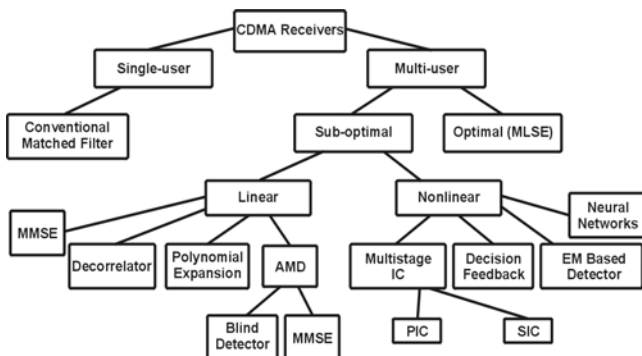 CDMA Receivers
Single-user
Multi-user
Conventional
Matched Filter
Sub-optimal
Optimal (MLSE)
Linear
Nonlinear
Neural
Networks
MMSE
Decorrelator
Polynomial
Expansion
AMD
Multistage
IC
Decision
Feedback
EM Based
Detector
Blind
Detector
MMSE
PIC
SIC